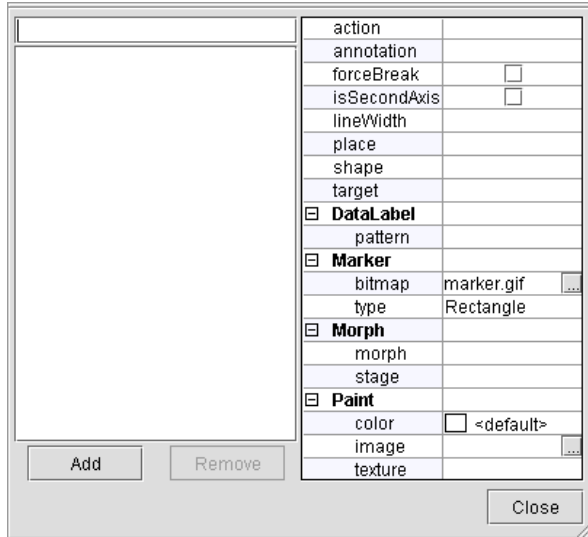 action
annotation
forceBreak
isSecondAxis
lineWidth
place
shape
target
DataLabel
pattern
Marker
bitmap marker.gif ...
type Rectangle
Morph
morph
stage
Paint
color <default>
image ...
texture
Add Remove
Close